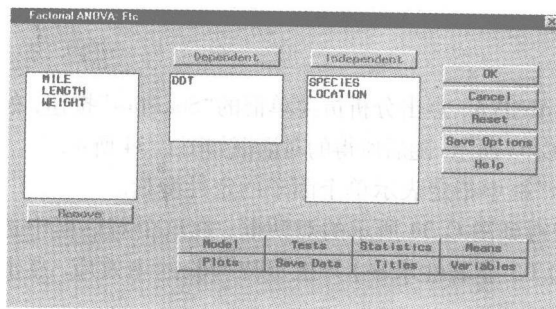 Factorial ANOVA: Ftc
Dependent
Independent
MILE
LENGTH
WEIGHT
DDT
SPECIES
LOCATION
OK
Cancel
Reset
Save Options
Help
Remove
Model Tests Statistics Means
Plots Save Data Titles Variables